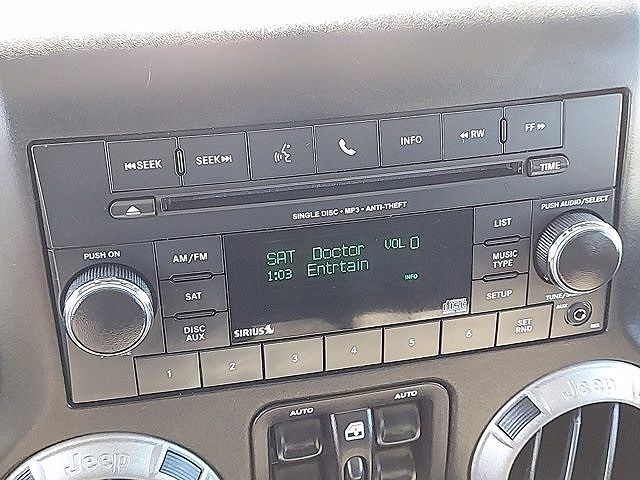 SEEK
SEEK
INFO
RW
FF
TIME
SINGLE DISC • MP3 • ANTI-THEFT
PUSH ON
PUSH AUDIO/SELECT
AM/FM
SAT
DISC AUX
SAT Doctor VOL 0
1:03 Entrtain
INFO
SIRIUS
DISC
LIST
MUSIC TYPE
SETUP
AUX
1
2
3
4
5
6
SET RND
AUTO
AUTO
Jeep
Jeep